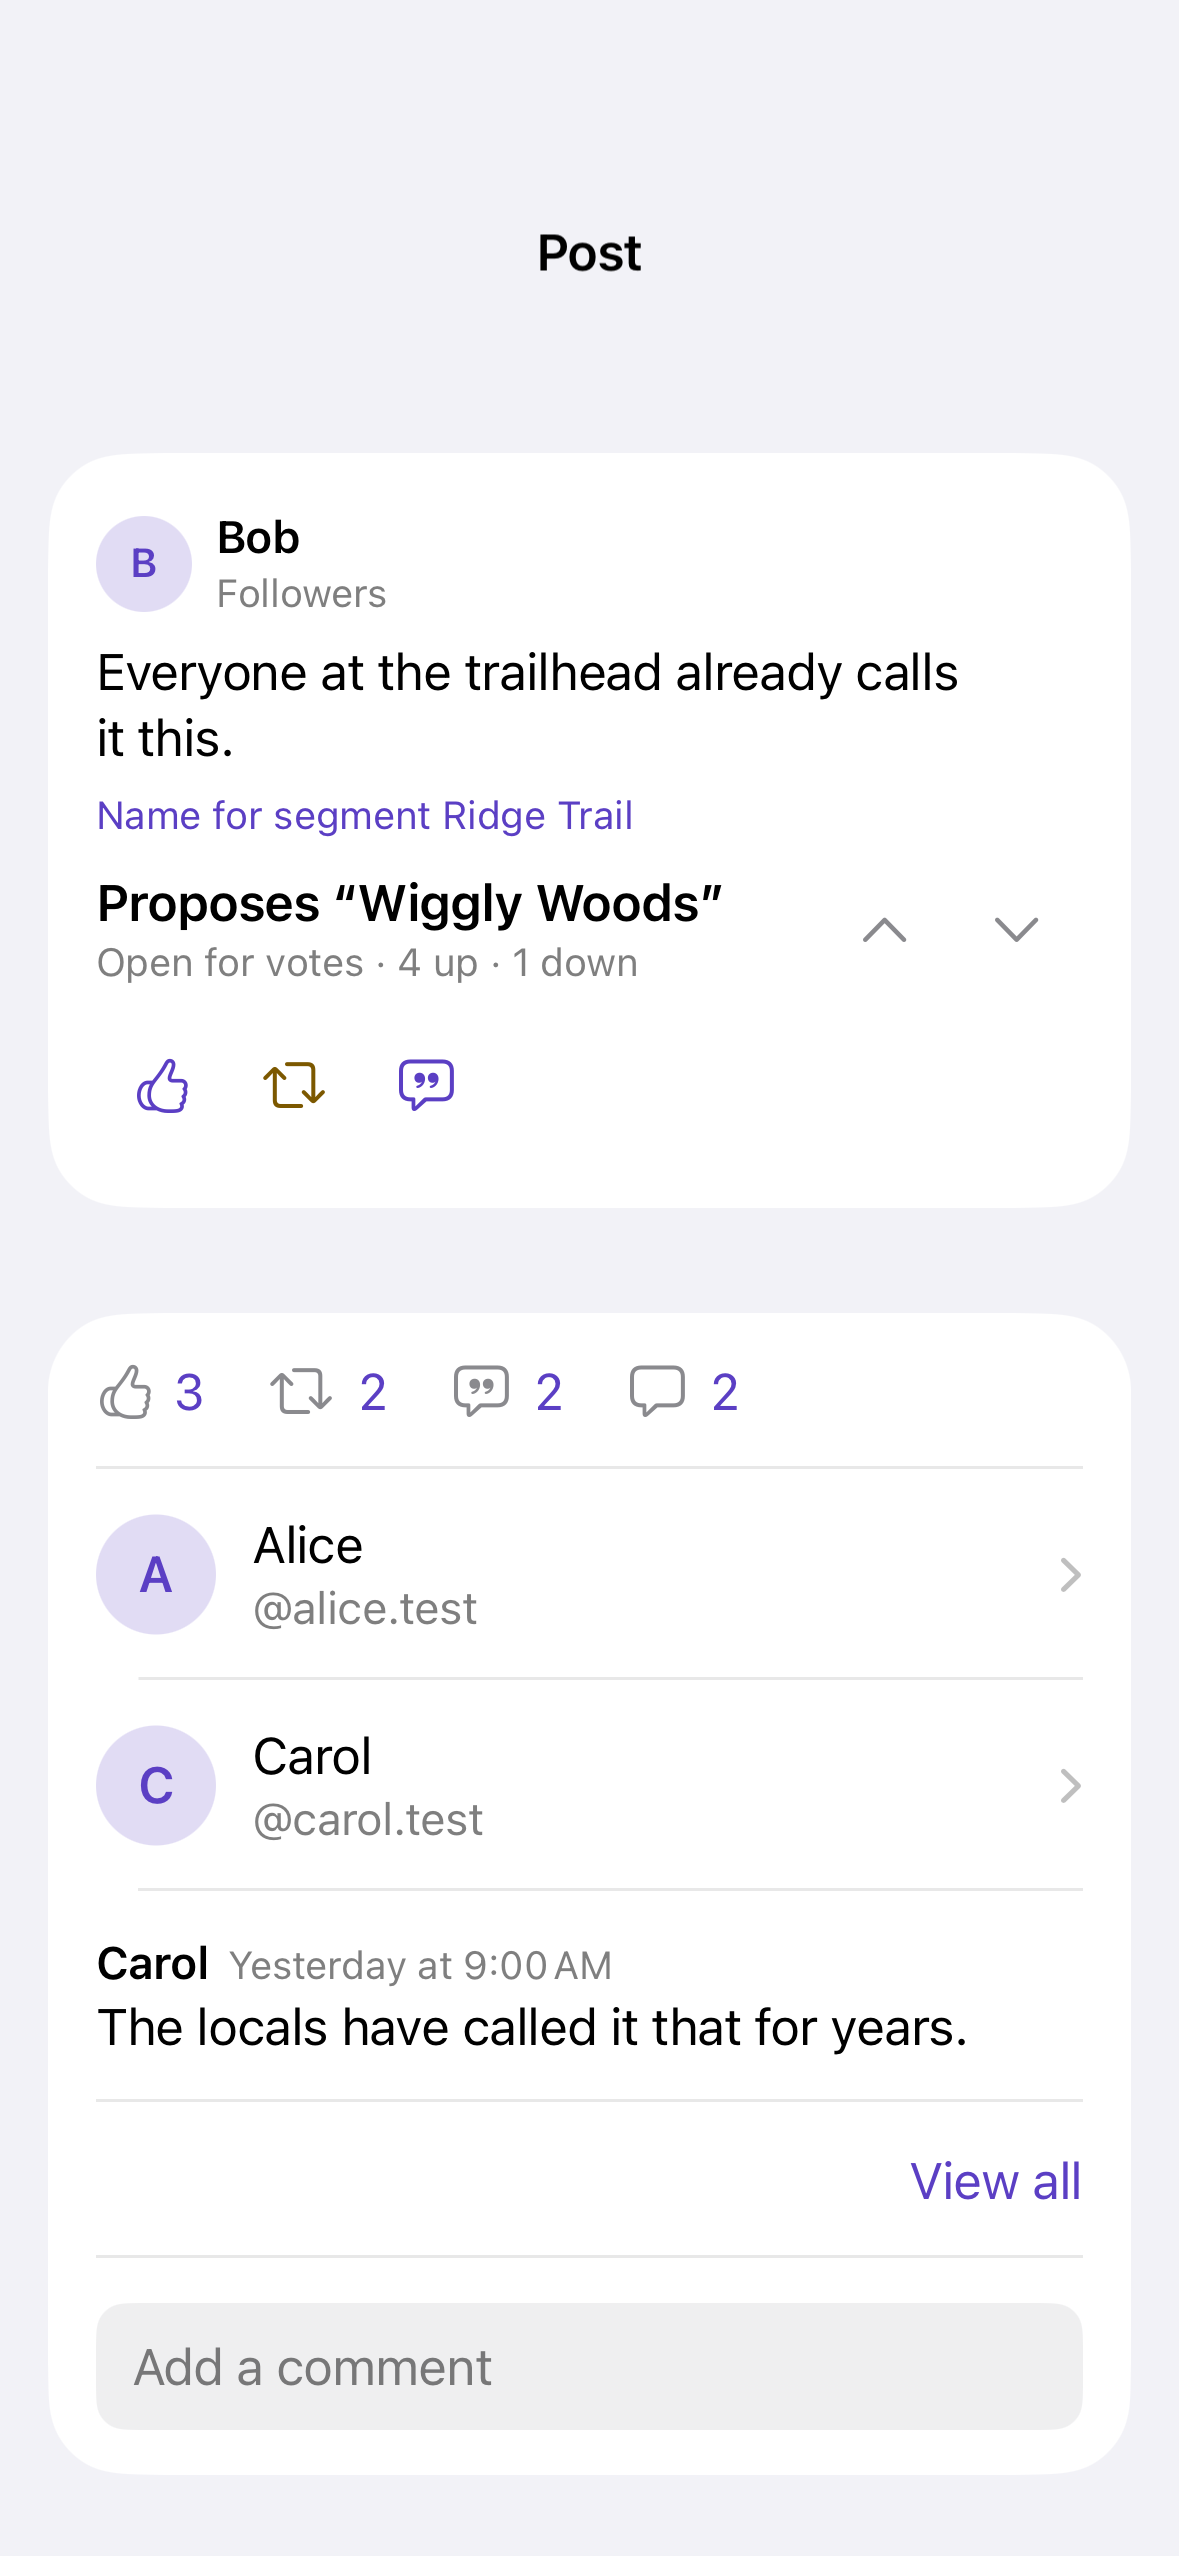 Post
B
Bob
Followers
Everyone at the trailhead already calls
it this.
Name for segment Ridge Trail
Proposes “Wiggly Woods”
Open for votes · 4 up · 1 down
3 2 2 2
A
Alice
@alice.test
C
Carol
@carol.test
Carol Yesterday at 9:00 AM
The locals have called it that for years.
View all
Add a comment